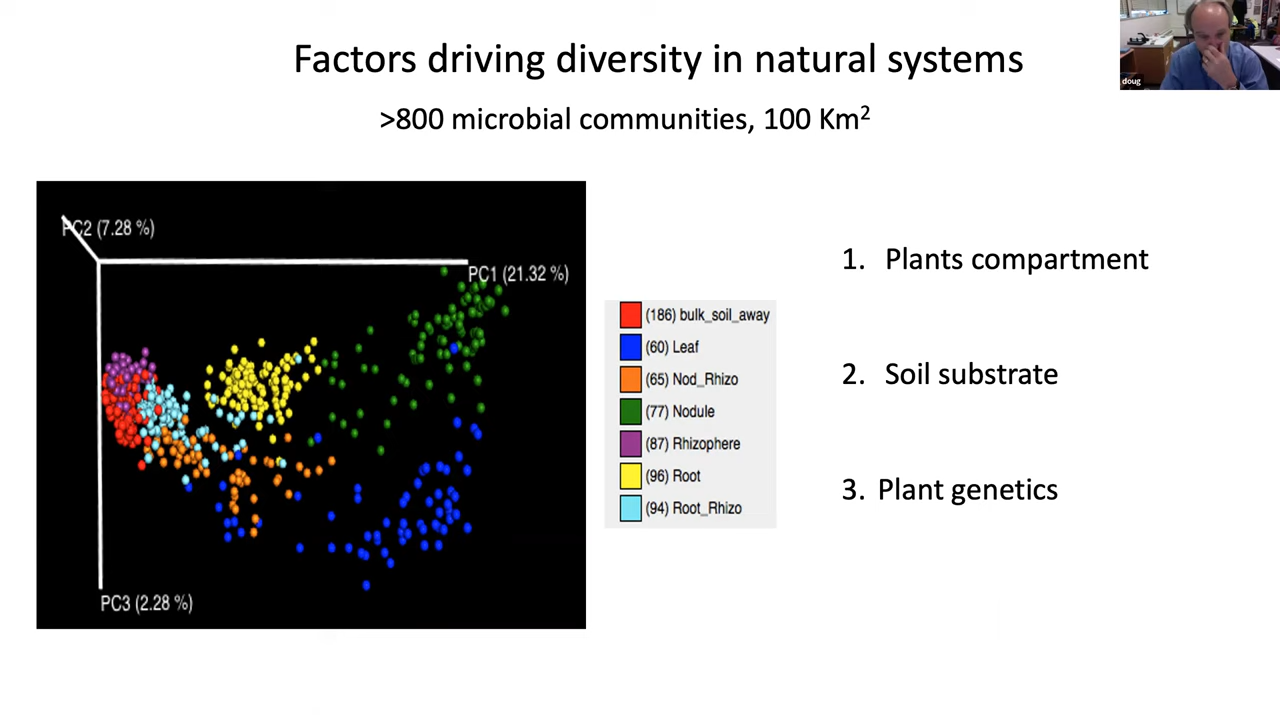 Factors driving diversity in natural systems
>800 microbial communities, 100 Km²
doug
PC2 (7.28 %)
PC1 (21.32 %)
PC3 (2.28 %)
(186) bulk_soil_away
(60) Leaf
(65) Nod_Rhizo
(77) Nodule
(87) Rhizophere
(96) Root
(94) Root_Rhizo
1. Plants compartment
2. Soil substrate
3. Plant genetics